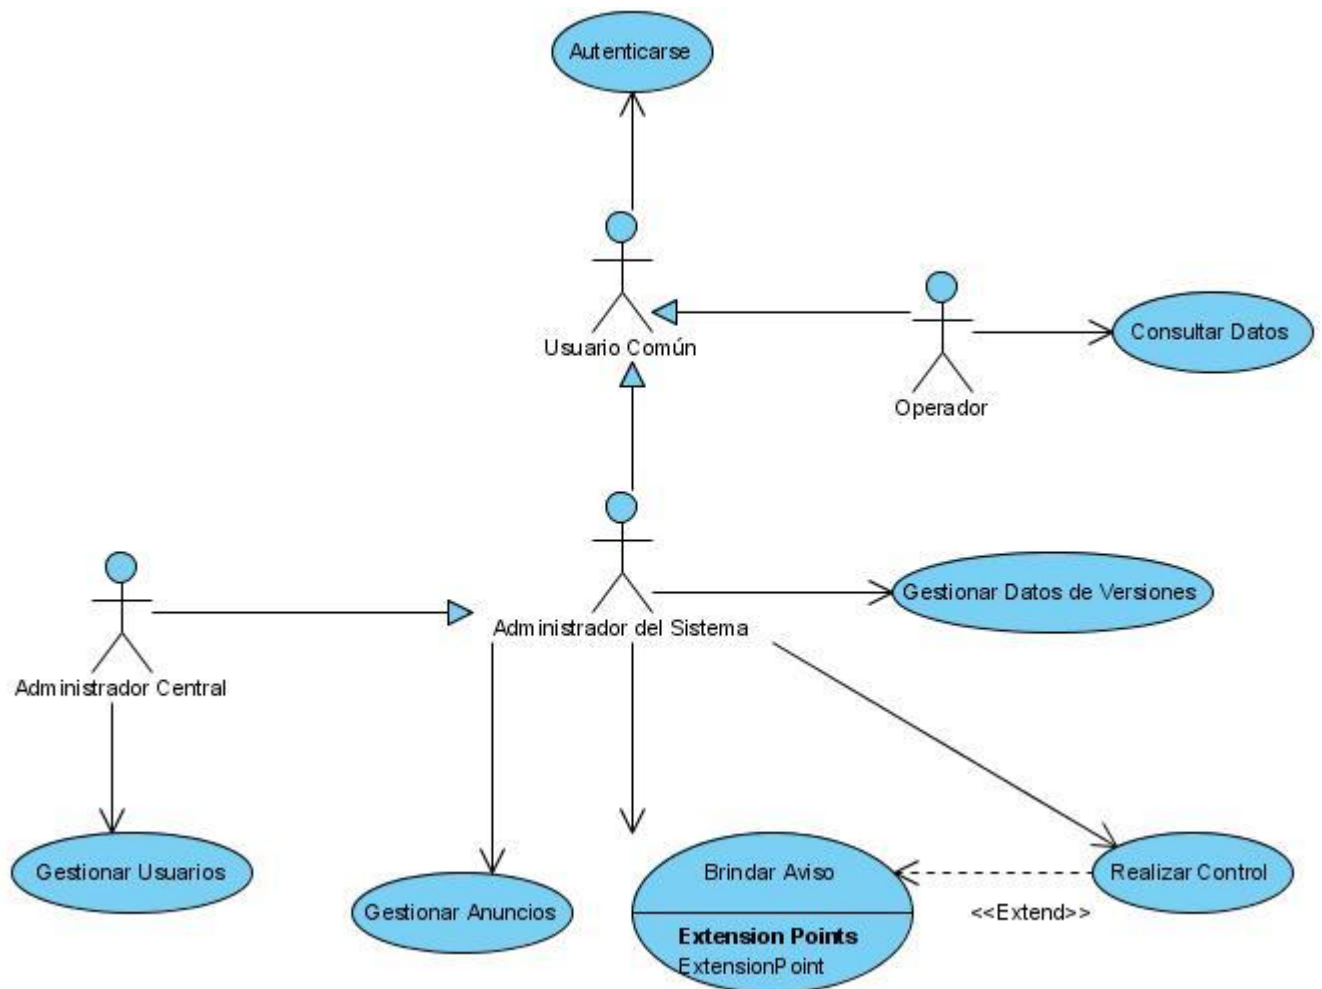 Autenticarse
Usuario Común
Operador
Consultar Datos
Administrador del Sistema
Gestionar Datos de Versiones
Administrador Central
Gestionar Usuarios
Gestionar Anuncios
Brindar Aviso
Extension Points
ExtensionPoint
<<Extend>>
Realizar Control